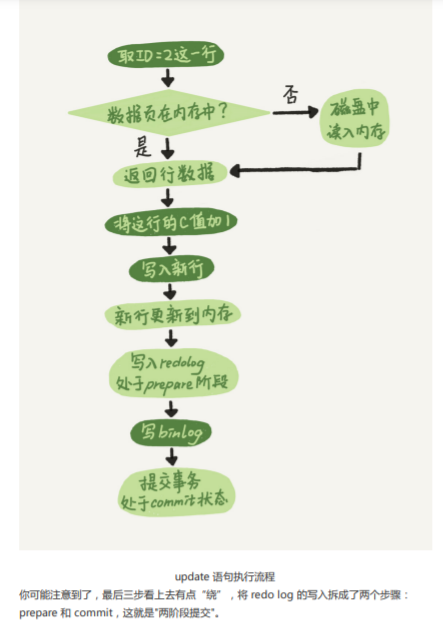 取ID=2这一行
数据页在内存中？
否
磁盘中
读入内存
是
返回行数据
将这行的C值加1
写入新行
新行更新到内存
写入redolog
处于prepare阶段
写binlog
提交事务
处于commit状态
update 语句执行流程
你可能注意到了，最后三步看上去有点“绕”，将 redo log 的写入拆成了两个步骤：
prepare 和 commit，这就是"两阶段提交"。